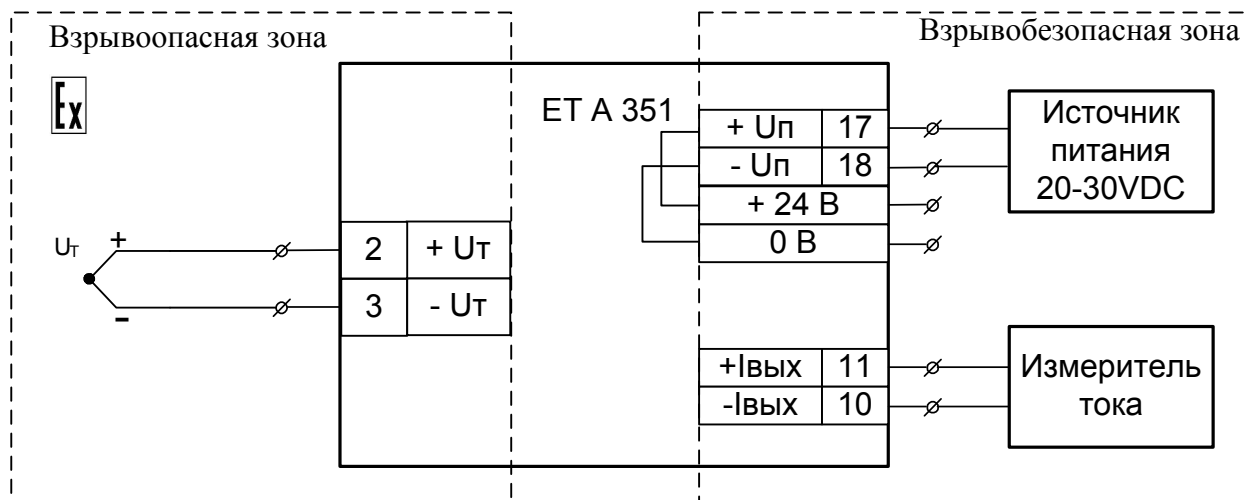 Взрывоопасная зона
Взрывобезопасная зона
Ex
ET A 351
+ Uп 17
- Uп 18
+ 24 В
0 В
Источник
питания
20-30VDC
Uт
+
-
2 + Uт
3 - Uт
+Iвых 11
-Iвых 10
Измеритель
тока